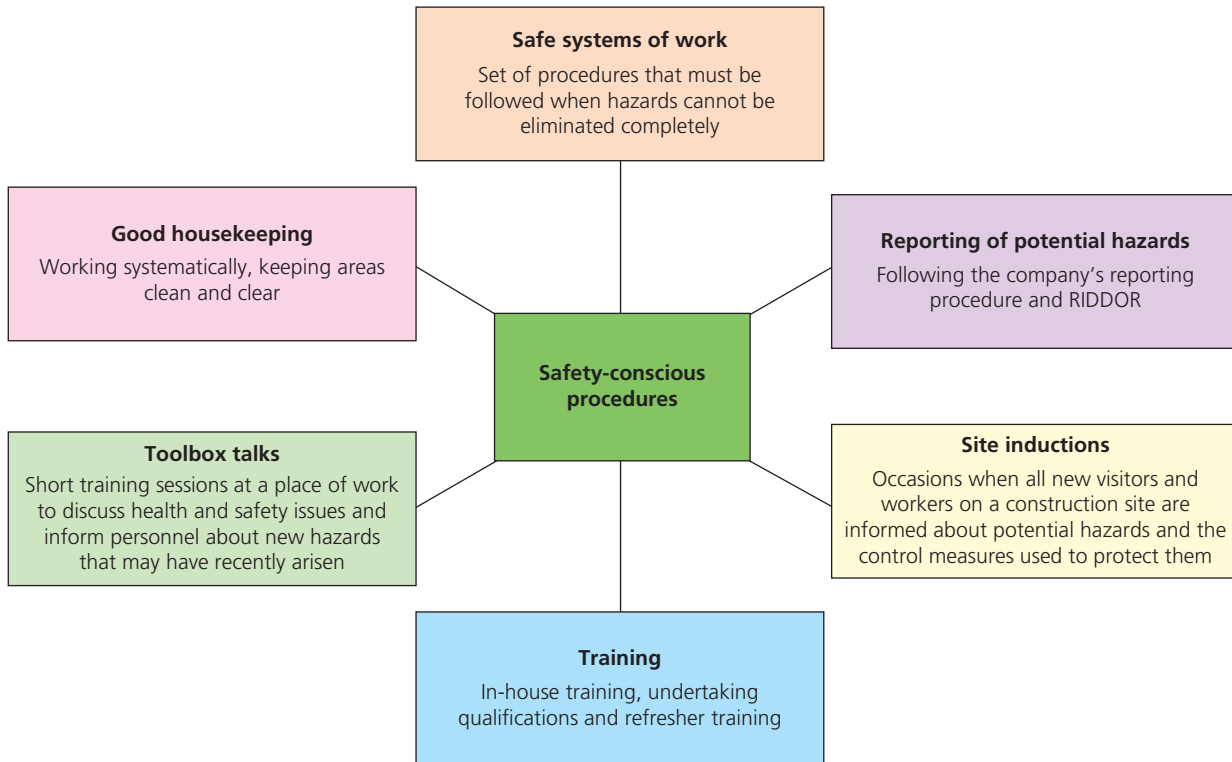 Safe systems of work
Set of procedures that must be
followed when hazards cannot be
eliminated completely
Good housekeeping
Working systematically, keeping areas
clean and clear
Reporting of potential hazards
Following the company’s reporting
procedure and RIDDOR
Safety-conscious
procedures
Toolbox talks
Short training sessions at a place of work
to discuss health and safety issues and
inform personnel about new hazards
that may have recently arisen
Site inductions
Occasions when all new visitors and
workers on a construction site are
informed about potential hazards and the
control measures used to protect them
Training
In-house training, undertaking
qualifications and refresher training